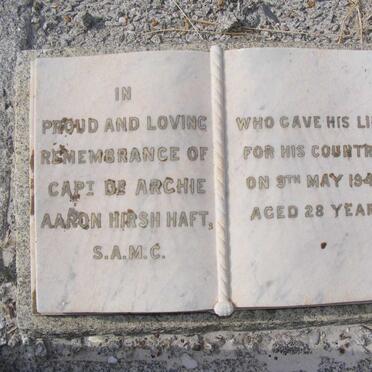 IN
PROUD AND LOVING
REMEMBRANCE OF
CAPT DR ARCHIE
AARON HIRSH HAFT,
S.A.M.C.
WHO GAVE HIS LI
FOR HIS COUNTR
ON 9TH MAY 194
AGED 28 YEAR